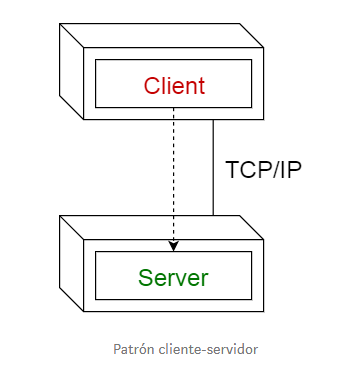 Client
TCP/IP
Server
Patrón cliente-servidor